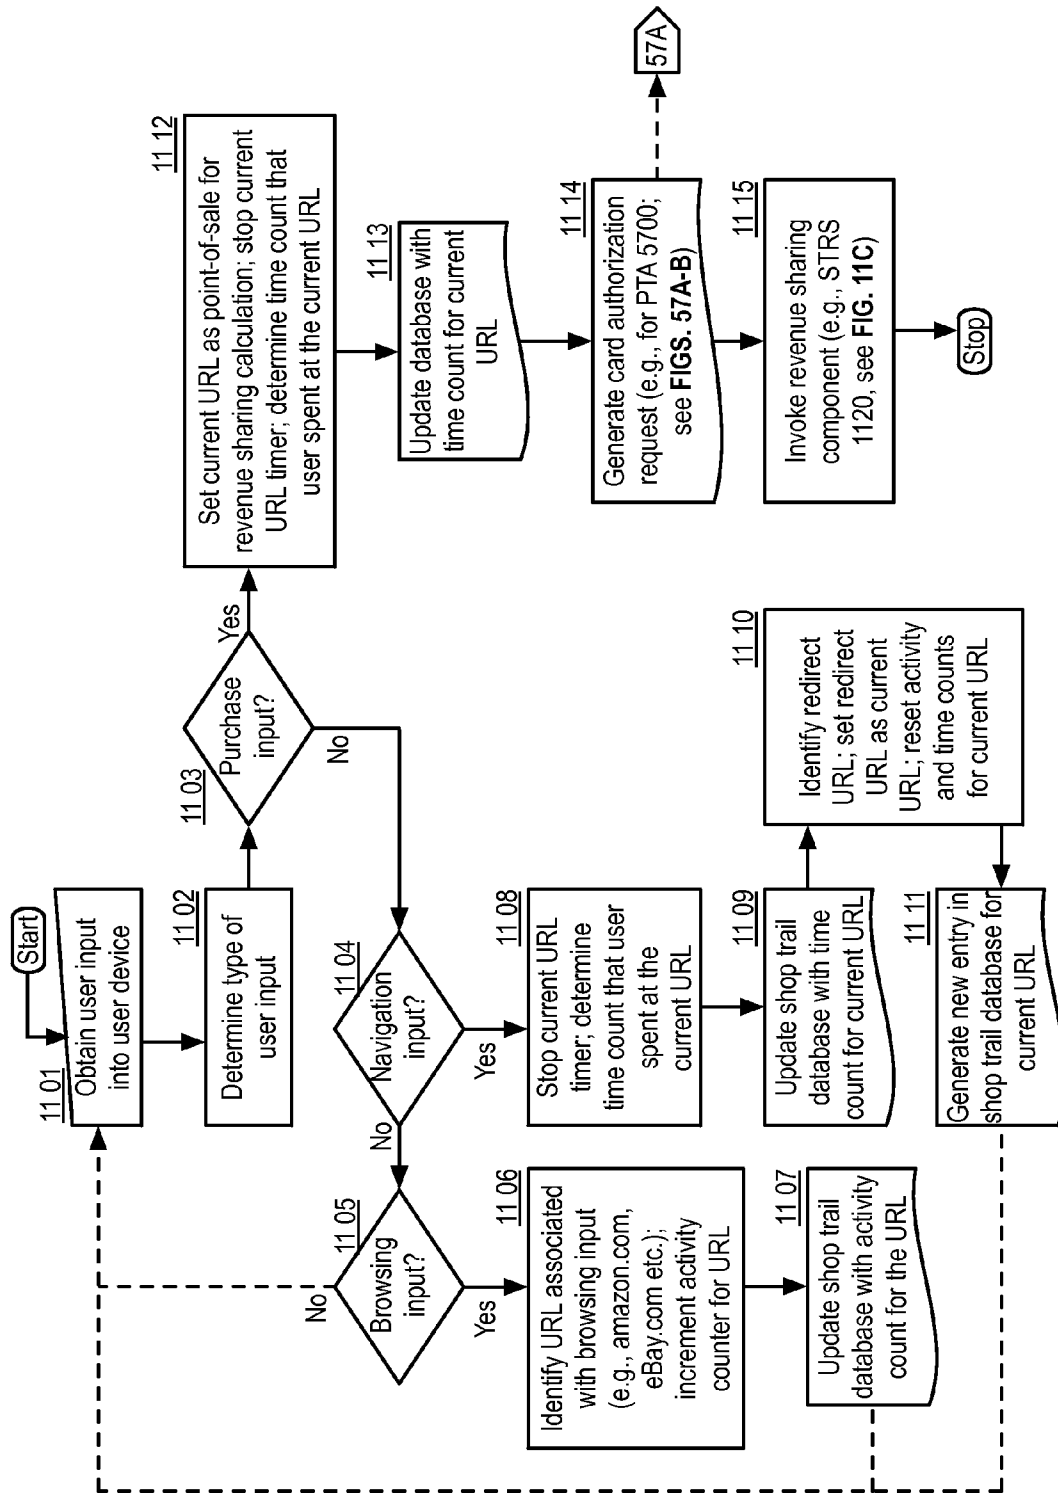 Start
11 01
Obtain user input
into user device
11 02
Determine type of
user input
11 03
Purchase
input?
Yes
No
11 04
Navigation
input?
Yes
No
11 05
Browsing
input?
Yes
No
11 06
Identify URL associated
with browsing input
(e.g., amazon.com,
eBay.com etc.);
increment activity
counter for URL
11 07
Update shop trail
database with activity
count for the URL
11 08
Stop current URL
timer; determine
time count that user
spent at the
current URL
11 09
Update shop trail
database with time
count for current URL
11 10
Identify redirect
URL; set redirect
URL as current
URL; reset activity
and time counts
for current URL
11 11
Generate new entry in
shop trail database for
current URL
11 12
Set current URL as point-of-sale for
revenue sharing calculation; stop current
URL timer; determine time count that
user spent at the current URL
11 13
Update database with
time count for current
URL
11 14
Generate card authorization
request (e.g., for PTA 5700;
see FIGS. 57A-B)
57A
11 15
Invoke revenue sharing
component (e.g., STRS
1120, see FIG. 11C)
Stop